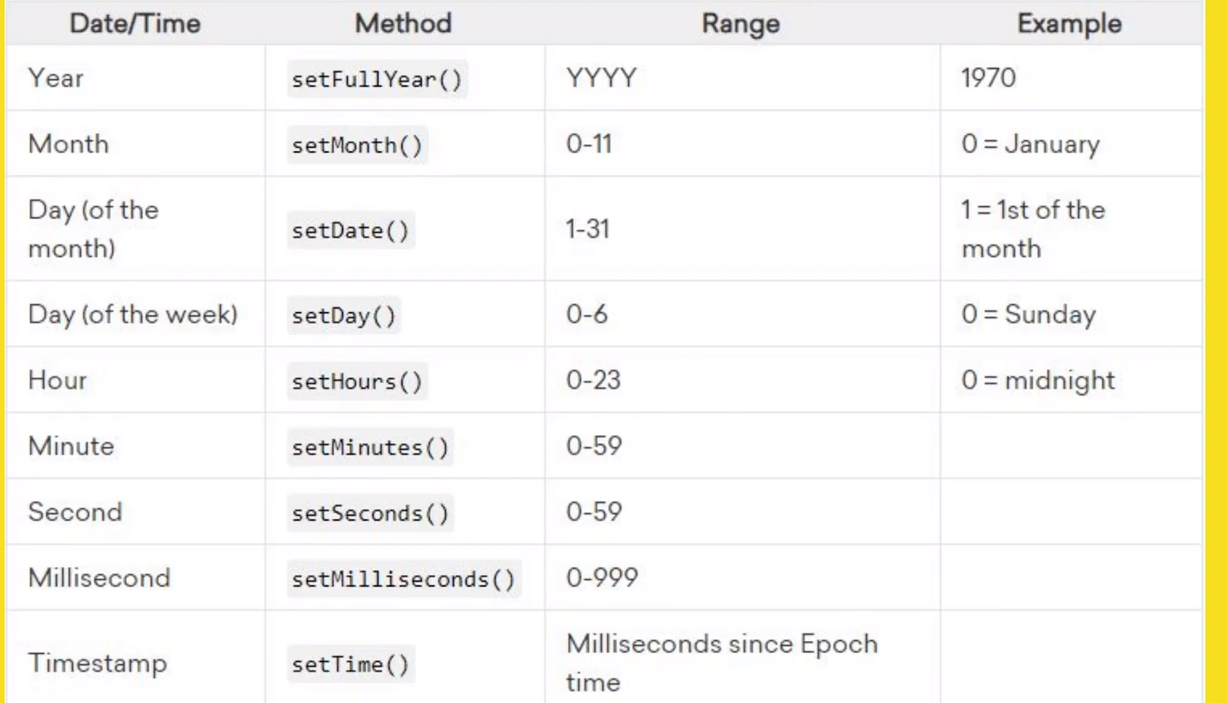 Date/Time Method Range Example
Year setFullYear() YYYY 1970
Month setMonth() 0-11 0 = January
Day (of the
month) setDate() 1-31 1 = 1st of the
month
Day (of the week) setDay() 0-6 0 = Sunday
Hour setHours() 0-23 0 = midnight
Minute setMinutes() 0-59
Second setSeconds() 0-59
Millisecond setMilliseconds() 0-999
Timestamp setTime() Milliseconds since Epoch
time